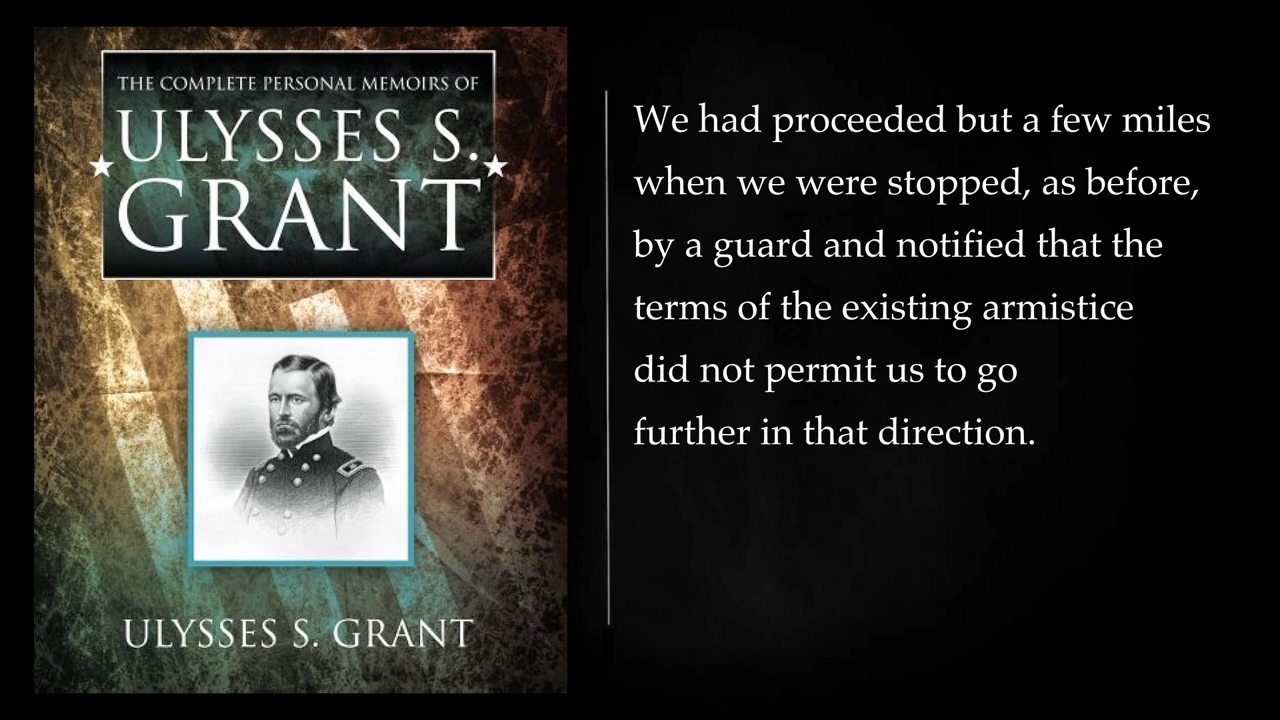 THE COMPLETE PERSONAL MEMOIRS OF
ULYSSES S.
GRANT
ULYSSES S. GRANT
We had proceeded but a few miles
when we were stopped, as before,
by a guard and notified that the
terms of the existing armistice
did not permit us to go
further in that direction.